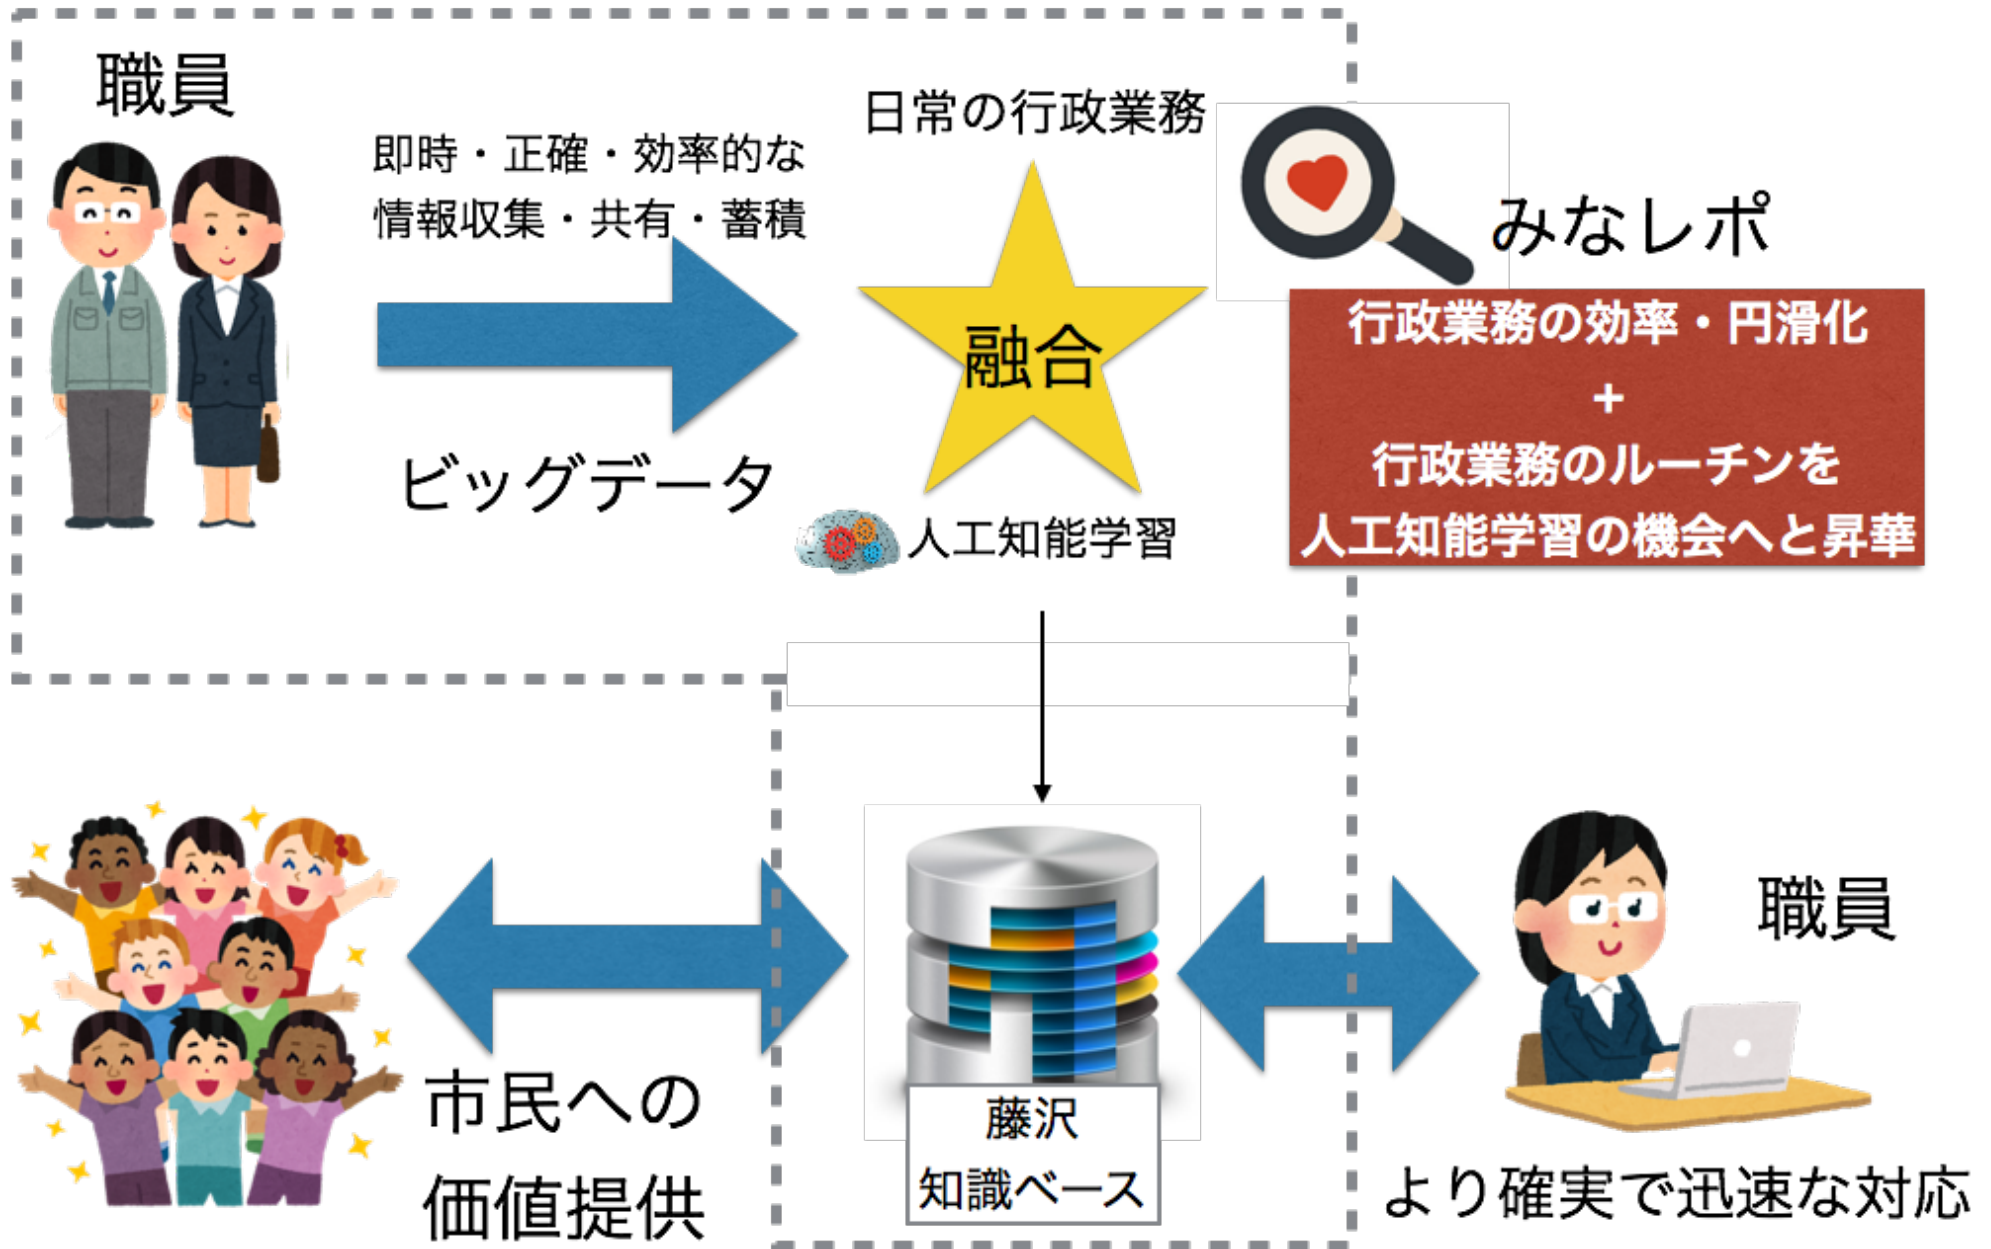 職員
即時・正確・効率的な
情報収集・共有・蓄積
ビッグデータ
日常の行政業務
融合
人工知能学習
みなレポ
行政業務の効率・円滑化
+
行政業務のルーチンを
人工知能学習の機会へと昇華
市民への
価値提供
藤沢
知識ベース
職員
より確実で迅速な対応